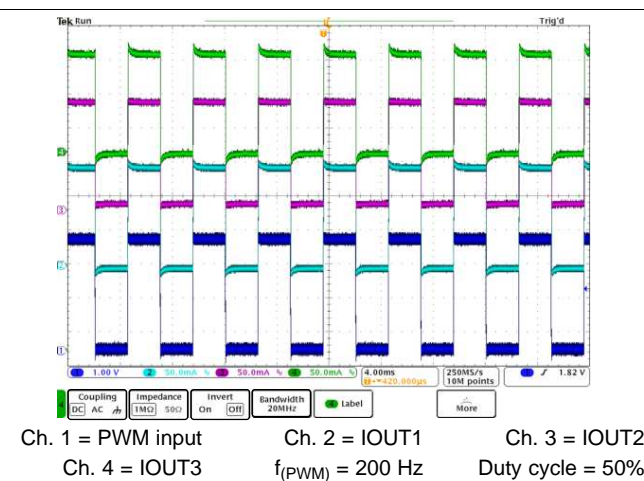 Tek Run Trig'd
4
3
2
1
1 1.00 V 2 50.0mA 3 50.0mA 4 50.0mA 4.00ms 250MS/s 1 1.82 V
420.000µs 10M points
4 Coupling Impedance Invert Bandwidth 4 Label More
DC AC 1MΩ 50Ω On Off 20MHz
Ch. 1 = PWM input Ch. 2 = IOUT1 Ch. 3 = IOUT2
Ch. 4 = IOUT3 f(PWM) = 200 Hz Duty cycle = 50%